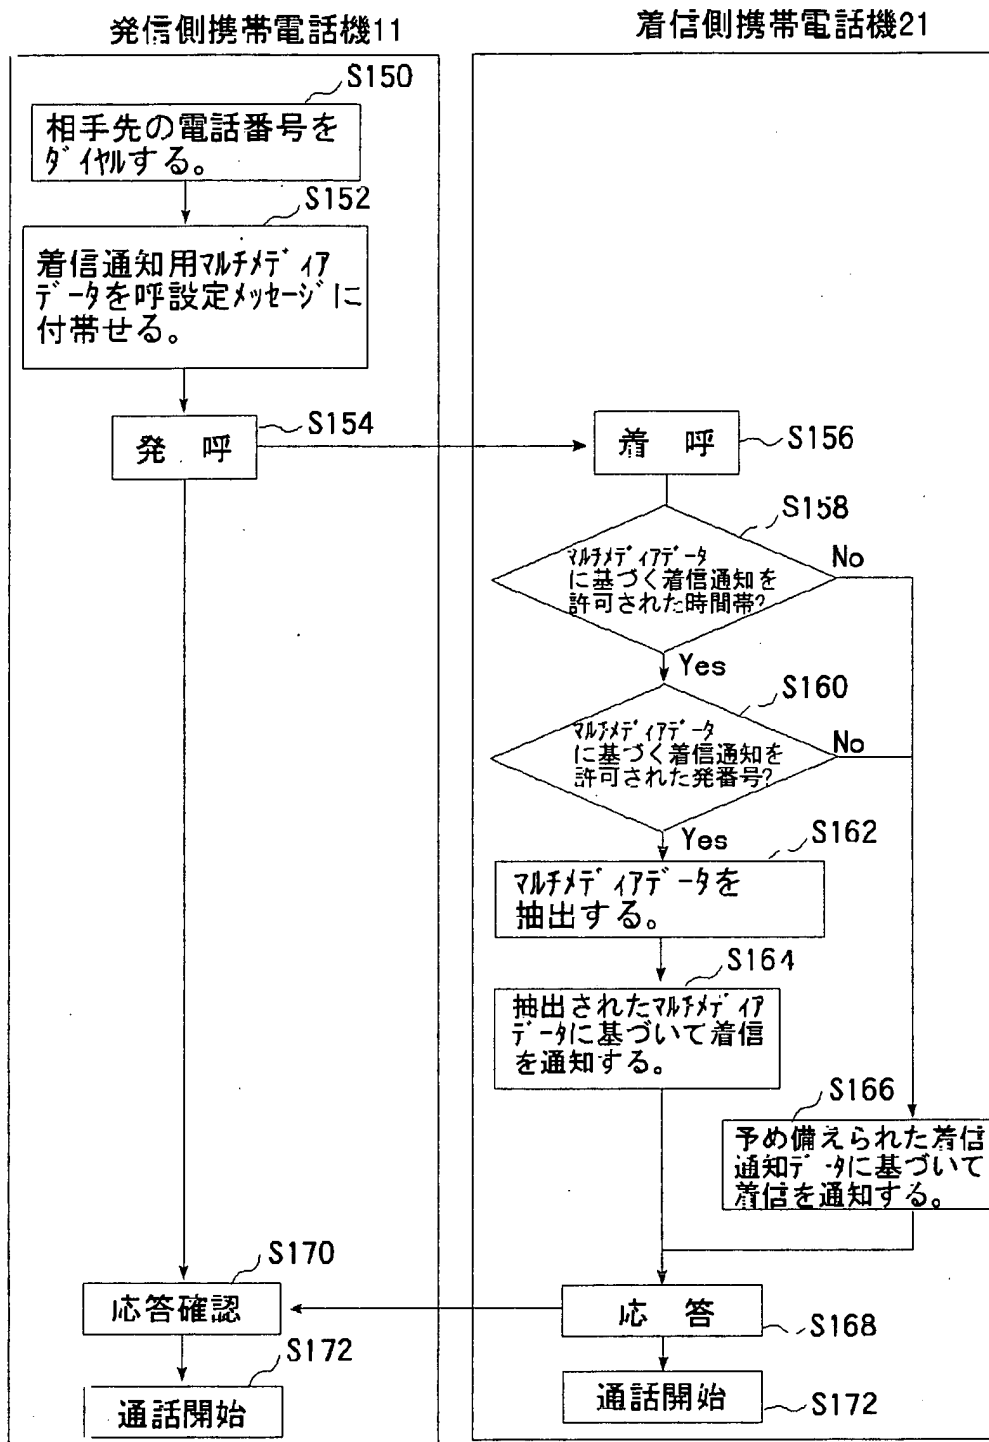 発信側携帯電話機11
S150
相手先の電話番号を
ﾀﾞｲﾔﾙする。
S152
着信通知用ﾏﾙﾁﾒﾃﾞｨｱ
ﾃﾞｰﾀを呼設定ﾒｯｾｰｼﾞに
付帯せる。
S154
発 呼
着信側携帯電話機21
着 呼
S156
S158
ﾏﾙﾁﾒﾃﾞｨｱﾃﾞｰﾀ
に基づく着信通知を
許可された時間帯?
No
Yes
S160
ﾏﾙﾁﾒﾃﾞｨｱﾃﾞｰﾀ
に基づく着信通知を
許可された発番号?
No
Yes
S162
ﾏﾙﾁﾒﾃﾞｨｱﾃﾞｰﾀを
抽出する。
S164
抽出されたﾏﾙﾁﾒﾃﾞｨｱ
ﾃﾞｰﾀに基づいて着信
を通知する。
S166
予め備えられた着信
通知ﾃﾞｰﾀに基づいて
着信を通知する。
S170
応答確認
応 答
S168
S172
通話開始
通話開始
S172